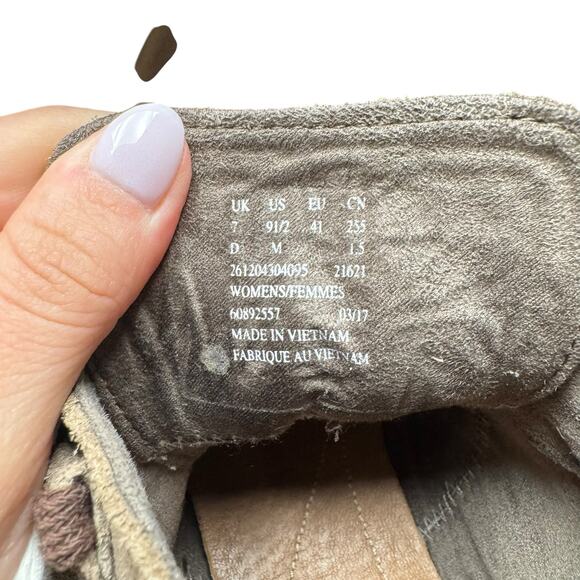 UK US EU CN
7 91/2 41 255
D M 1.5
261204304095 21621
WOMENS/FEMMES
60892557 03/17
MADE IN VIETNAM
FABRIQUE AU VIETNAM